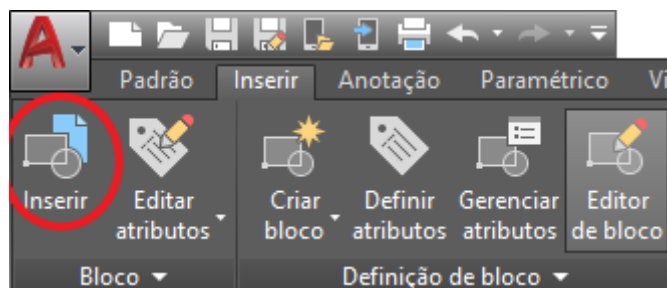 A
Padrão Inserir Anotação Paramétrico Vi
Inserir Editar atributos Criar bloco Definir atributos Gerenciar atributos Editor de bloco
Bloco Definição de bloco